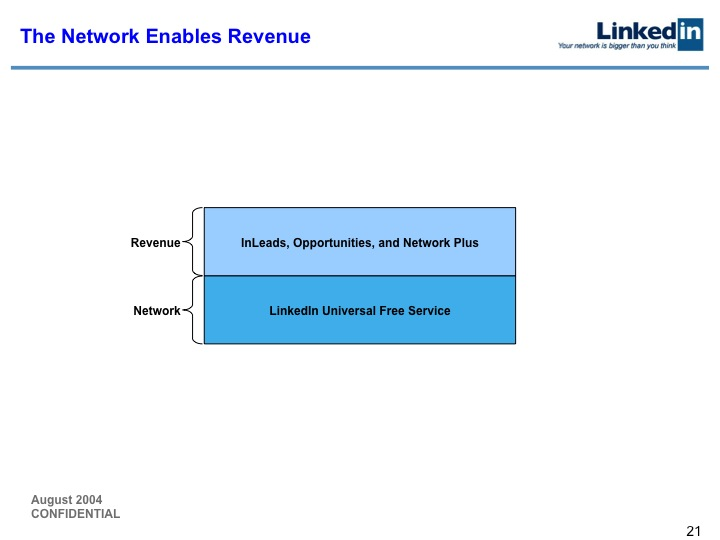 The Network Enables Revenue
Linkedin
Your network is bigger than you think
Revenue
InLeads, Opportunities, and Network Plus
Network
LinkedIn Universal Free Service
August 2004
CONFIDENTIAL
21